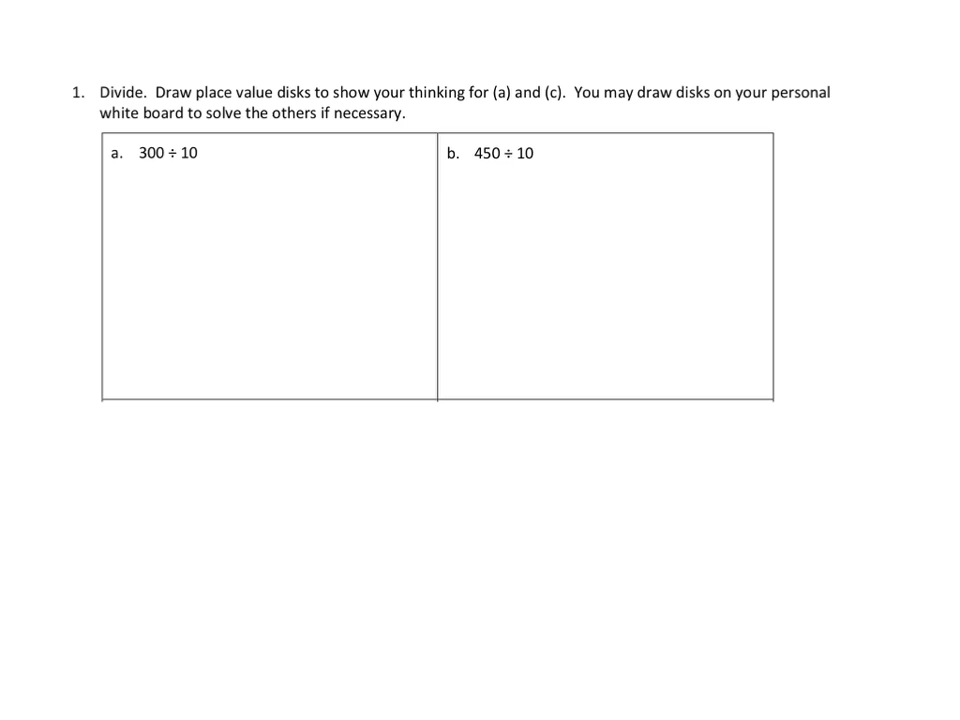 1. Divide. Draw place value disks to show your thinking for (a) and (c). You may draw disks on your personal
white board to solve the others if necessary.
a. 300 ÷ 10
b. 450 ÷ 10